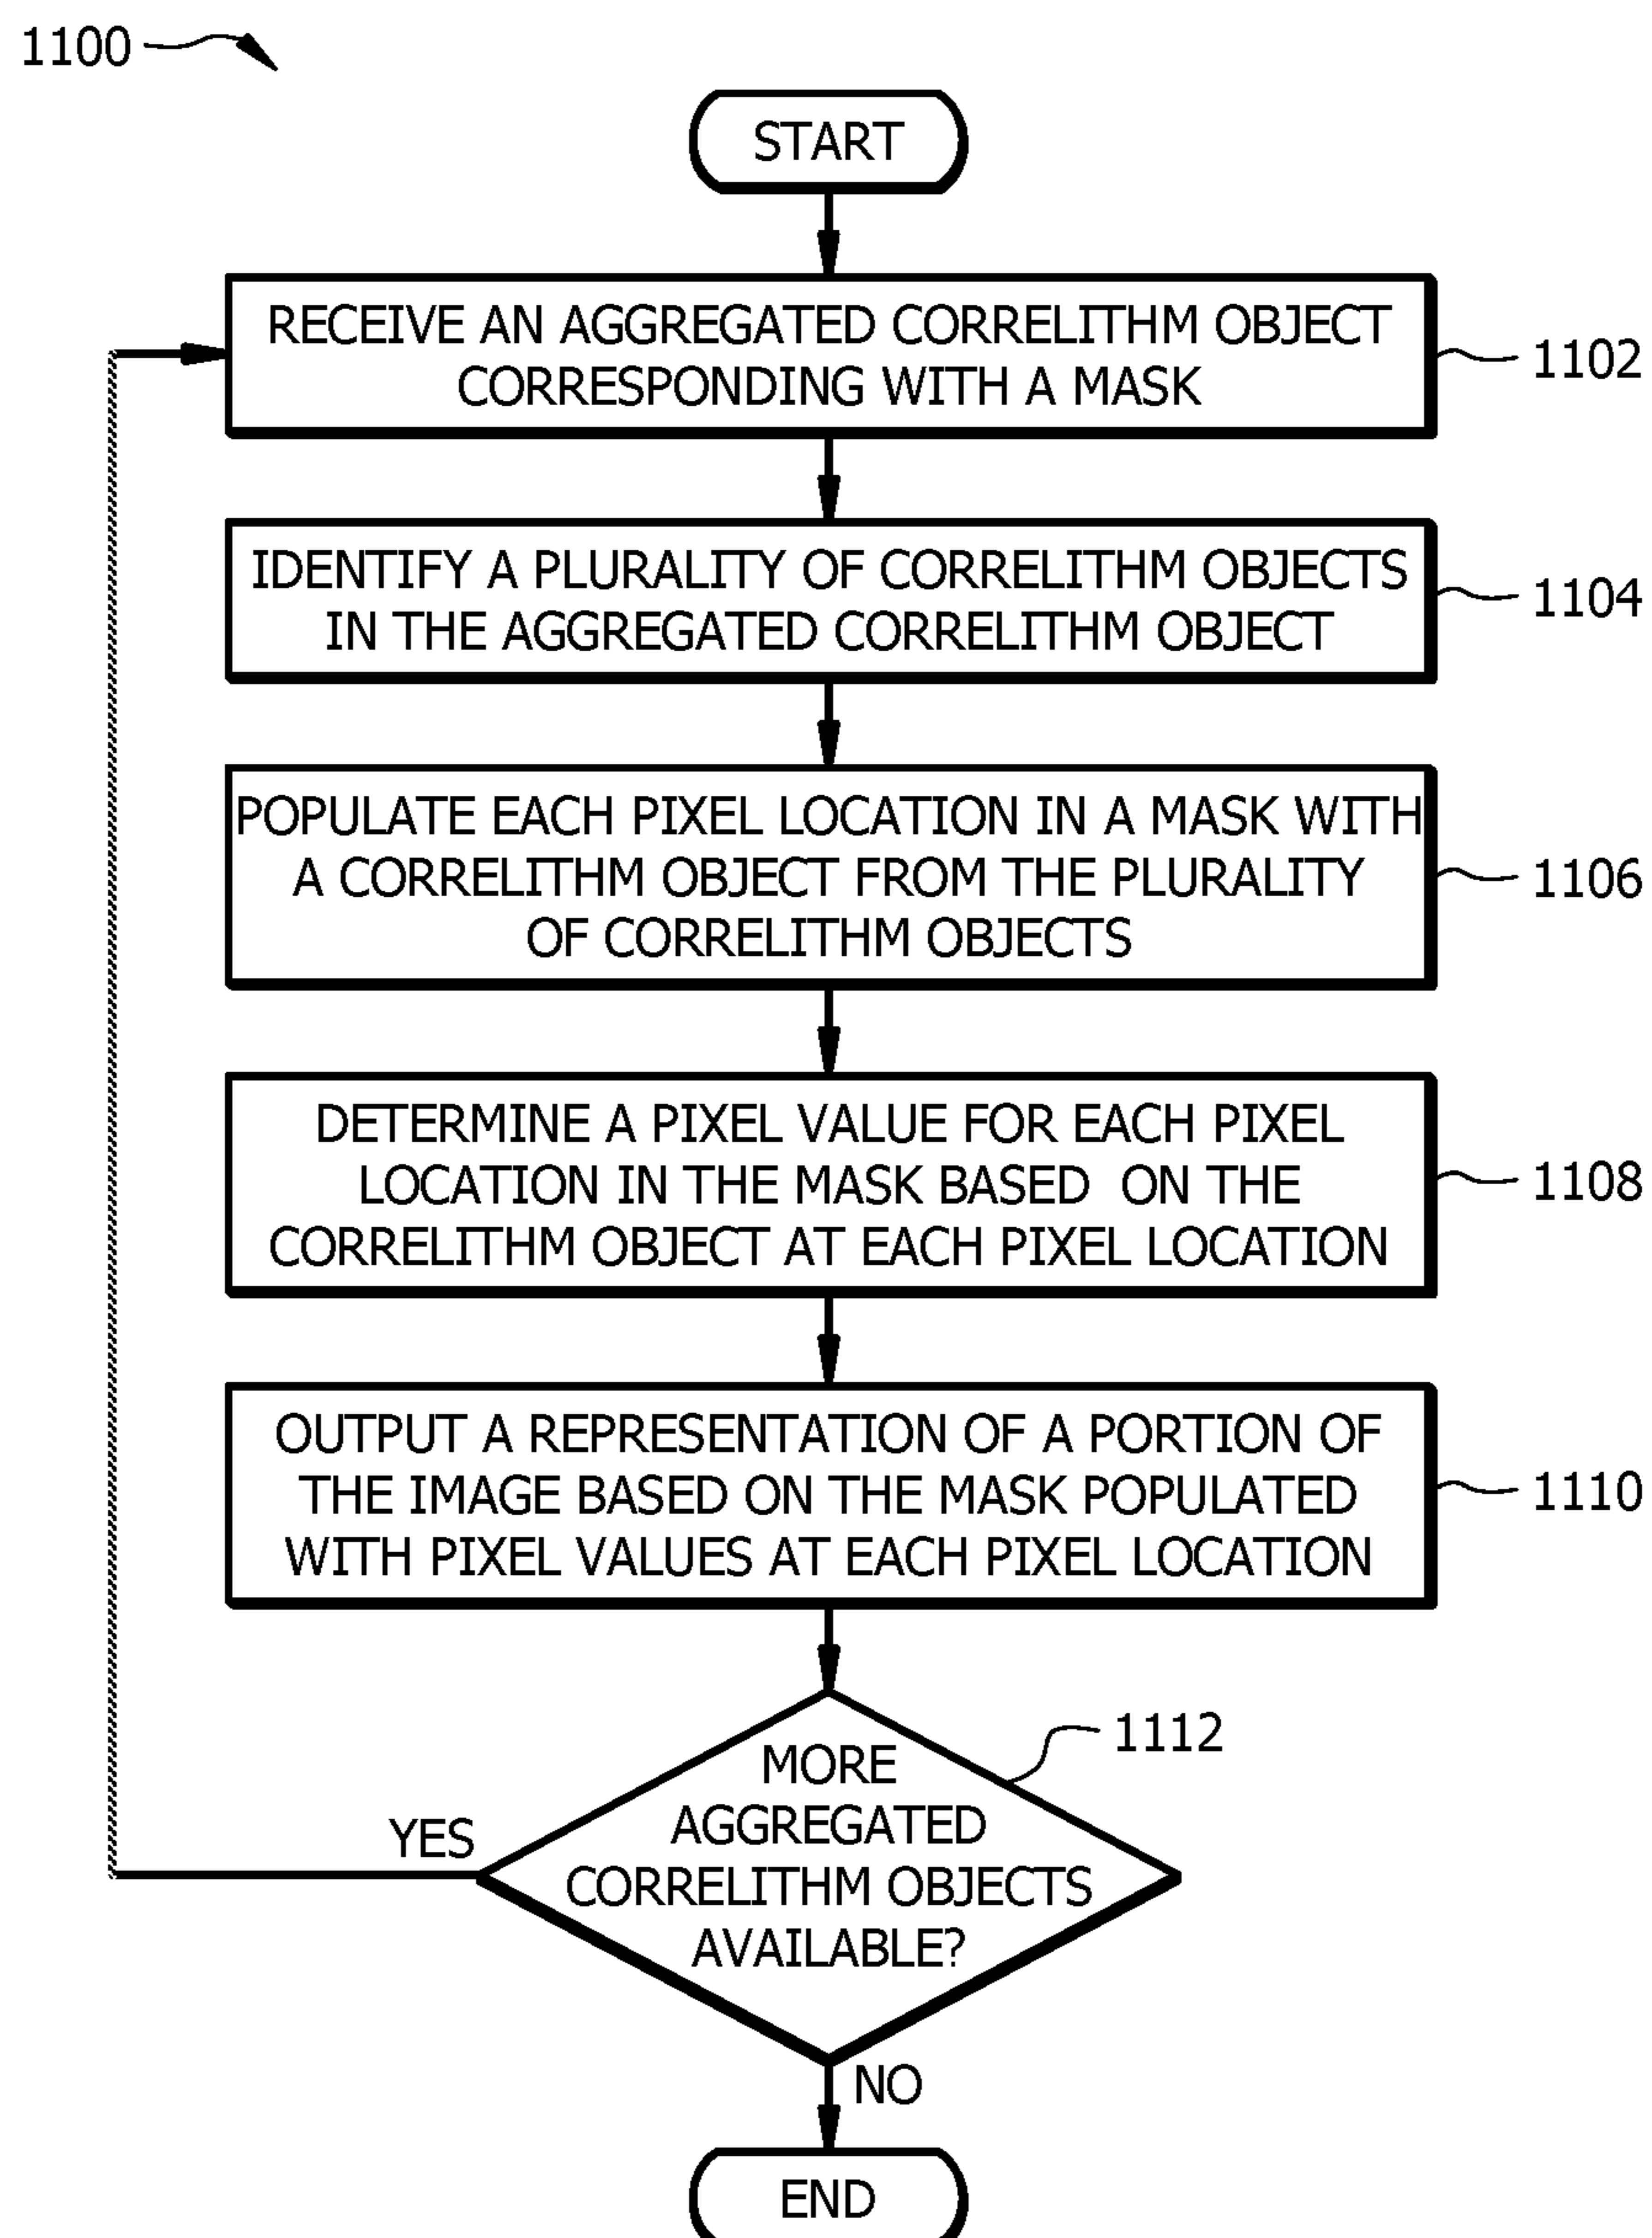 1100
START
RECEIVE AN AGGREGATED CORRELITHM OBJECT
CORRESPONDING WITH A MASK
1102
IDENTIFY A PLURALITY OF CORRELITHM OBJECTS
IN THE AGGREGATED CORRELITHM OBJECT
1104
POPULATE EACH PIXEL LOCATION IN A MASK WITH
A CORRELITHM OBJECT FROM THE PLURALITY
OF CORRELITHM OBJECTS
1106
DETERMINE A PIXEL VALUE FOR EACH PIXEL
LOCATION IN THE MASK BASED ON THE
CORRELITHM OBJECT AT EACH PIXEL LOCATION
1108
OUTPUT A REPRESENTATION OF A PORTION OF
THE IMAGE BASED ON THE MASK POPULATED
WITH PIXEL VALUES AT EACH PIXEL LOCATION
1110
1112
MORE
AGGREGATED
CORRELITHM OBJECTS
AVAILABLE?
YES
NO
END